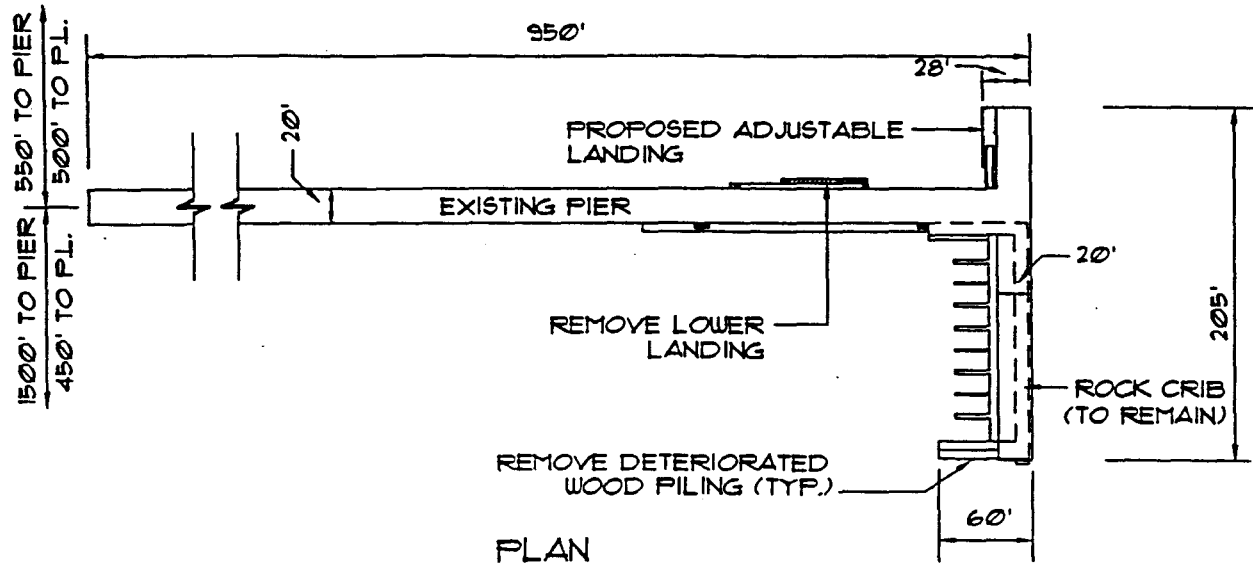 950'
28'
550' TO PIER
500' TO P.L.
1500' TO PIER
450' TO P.L.
20'
PROPOSED ADJUSTABLE
LANDING
EXISTING PIER
20'
205'
REMOVE LOWER
LANDING
ROCK CRIB
(TO REMAIN)
REMOVE DETERIORATED
WOOD PILING (TYP.)
60'
PLAN